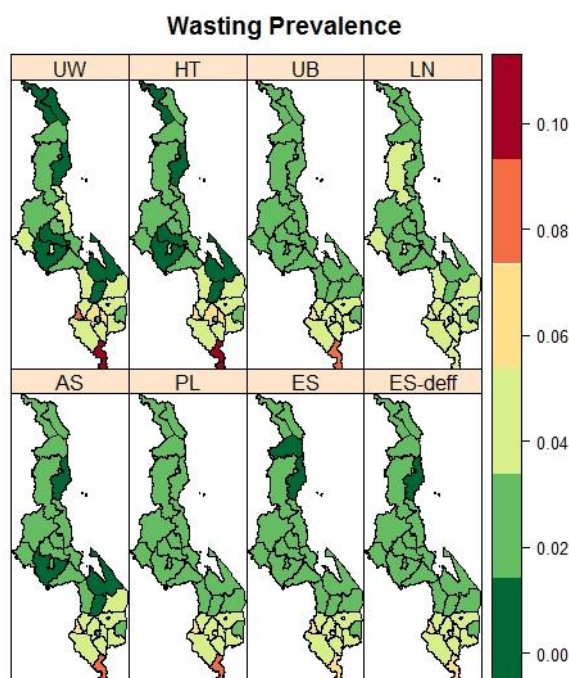 Wasting Prevalence
UW HT UB LN
AS PL ES ES-deff
0.10
0.08
0.06
0.04
0.02
0.00